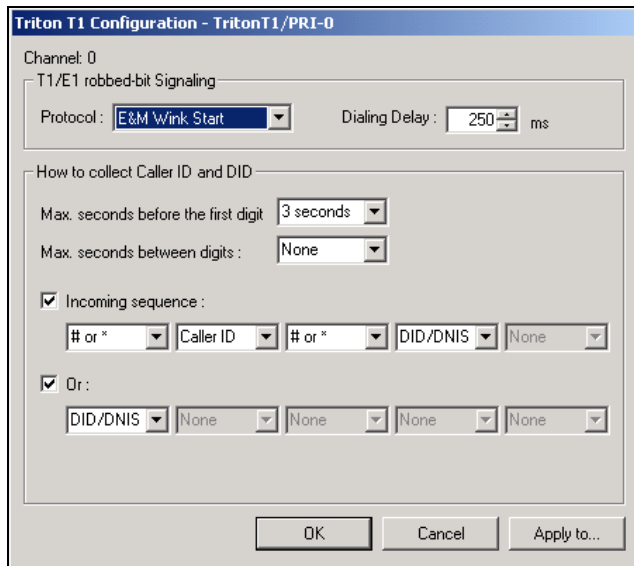 Triton T1 Configuration - TritonT1/PRI-0
Channel: 0
T1/E1 robbed-bit Signaling
Protocol : E&M Wink Start Dialing Delay : 250 ms
How to collect Caller ID and DID
Max. seconds before the first digit 3 seconds
Max. seconds between digits : None
Incoming sequence :
# or * Caller ID # or * DID/DNIS None
Or :
DID/DNIS None None None None
OK Cancel Apply to...